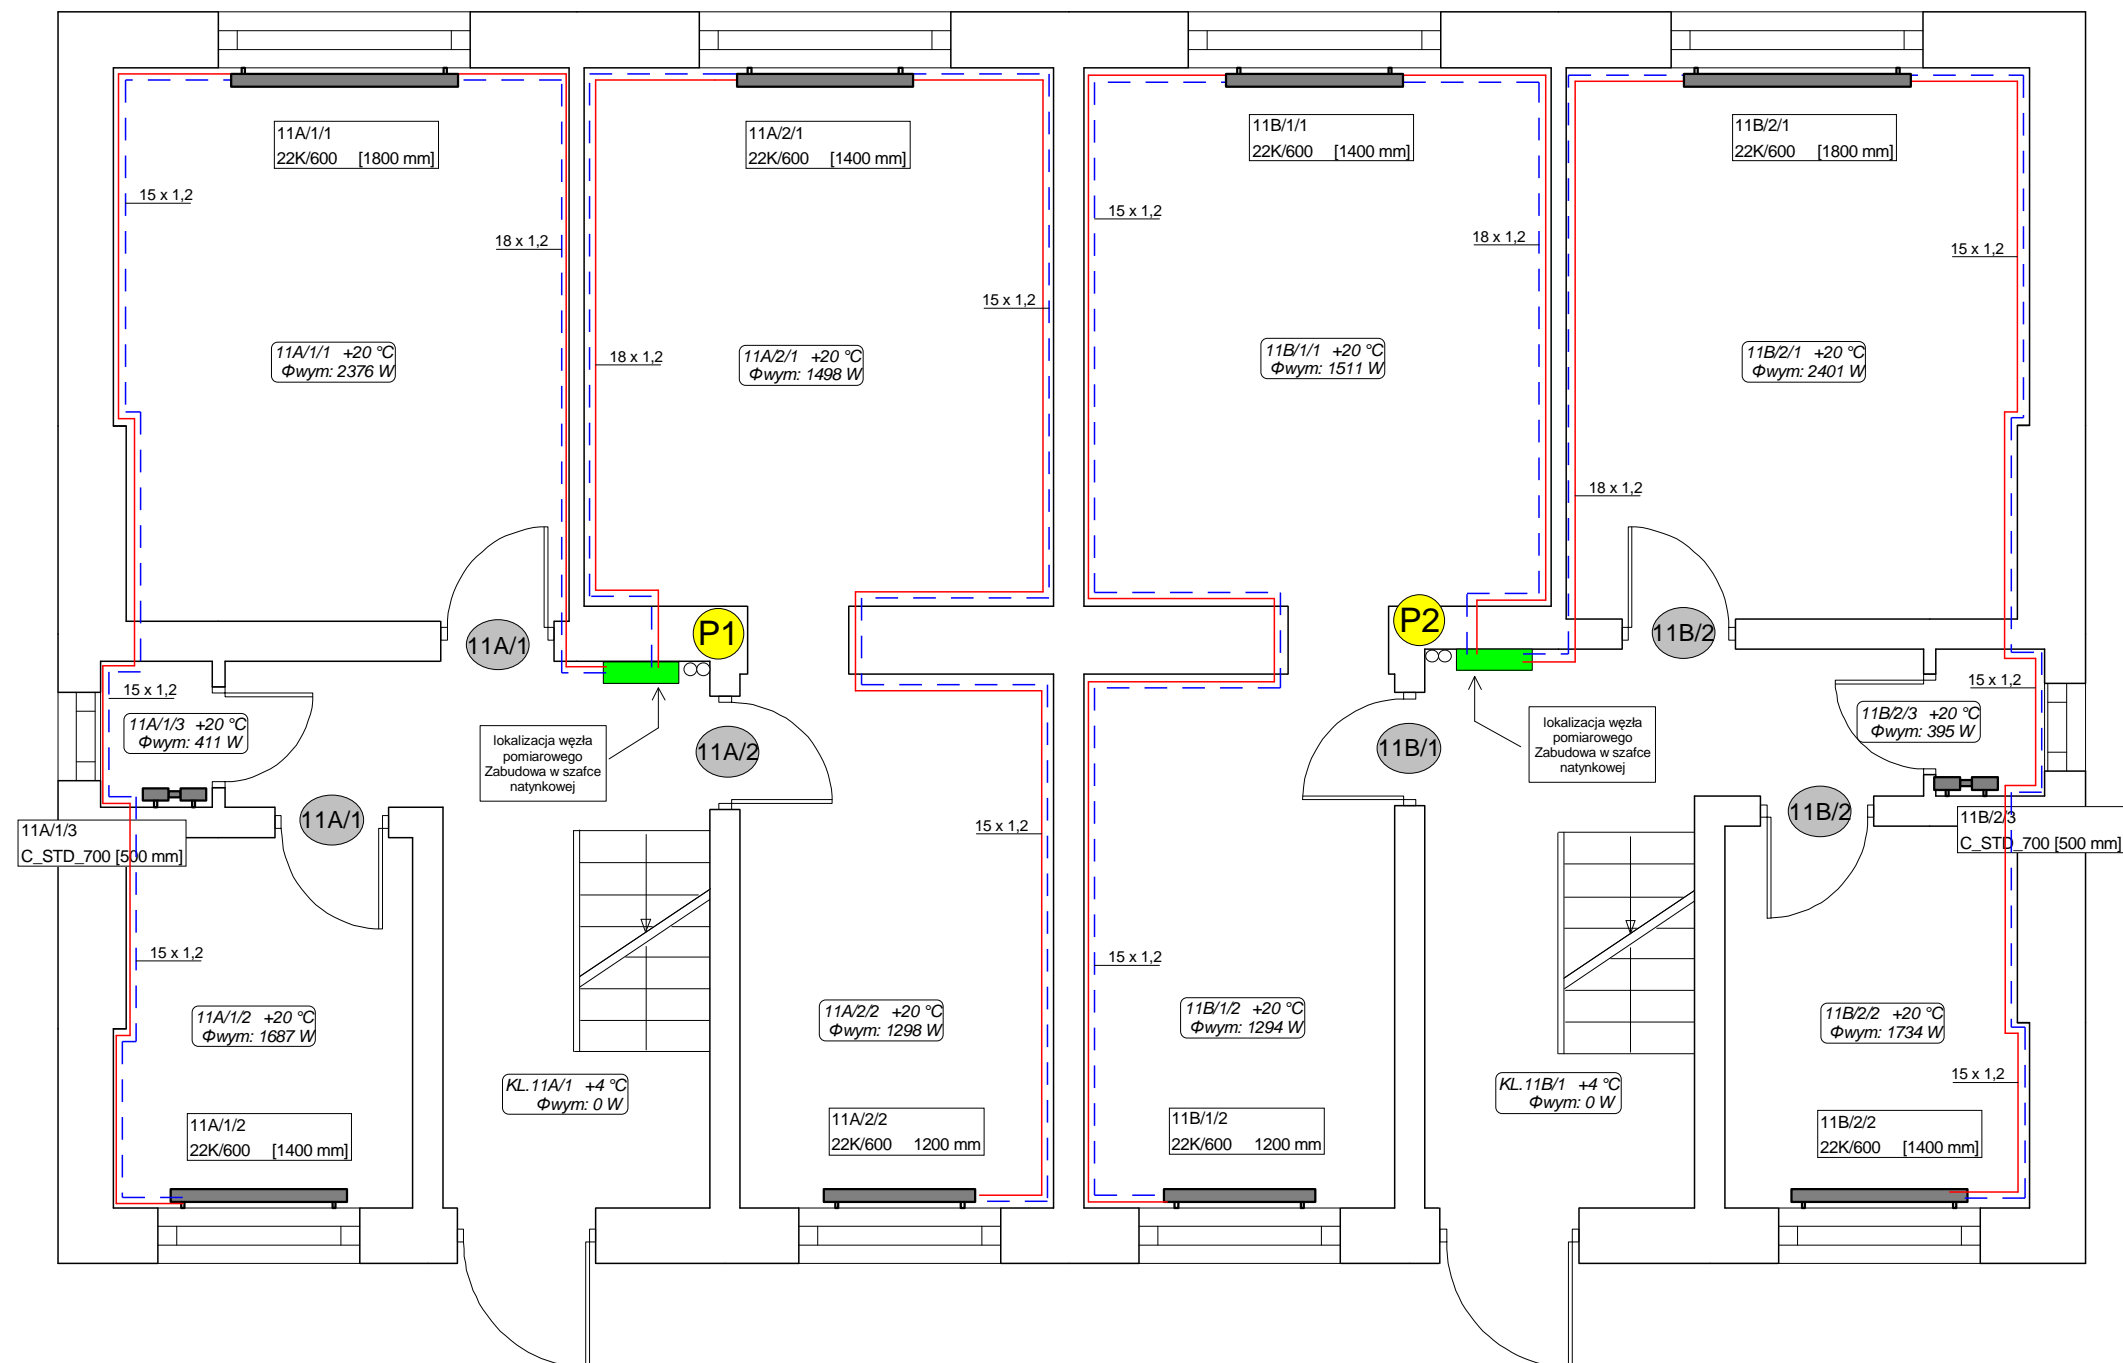 11A/1/1
22K/600 [1800 mm]
11A/2/1
22K/600 [1400 mm]
11B/1/1
22K/600 [1400 mm]
11B/2/1
22K/600 [1800 mm]
15 x 1,2
18 x 1,2
15 x 1,2
18 x 1,2
15 x 1,2
15 x 1,2
18 x 1,2
11A/1/1 +20 °C
Φwym: 2376 W
11A/2/1 +20 °C
Φwym: 1498 W
11B/1/1 +20 °C
Φwym: 1511 W
11B/2/1 +20 °C
Φwym: 2401 W
18 x 1,2
P1
P2
11A/1
11B/2
15 x 1,2
15 x 1,2
11A/1/3 +20 °C
Φwym: 411 W
lokalizacja węzła
pomiarowego
Zabudowa w szafce
natynkowej
11A/2
11B/1
lokalizacja węzła
pomiarowego
Zabudowa w szafce
natynkowej
11B/2/3 +20 °C
Φwym: 395 W
11A/1
11B/2
11A/1/3
C_STD_700 [500 mm]
15 x 1,2
11B/2/3
C_STD_700 [500 mm]
15 x 1,2
15 x 1,2
11A/1/2 +20 °C
Φwym: 1687 W
11A/2/2 +20 °C
Φwym: 1298 W
11B/1/2 +20 °C
Φwym: 1294 W
11B/2/2 +20 °C
Φwym: 1734 W
KL.11A/1 +4 °C
Φwym: 0 W
KL.11B/1 +4 °C
Φwym: 0 W
15 x 1,2
11A/1/2
22K/600 [1400 mm]
11A/2/2
22K/600 1200 mm
11B/1/2
22K/600 1200 mm
11B/2/2
22K/600 [1400 mm]